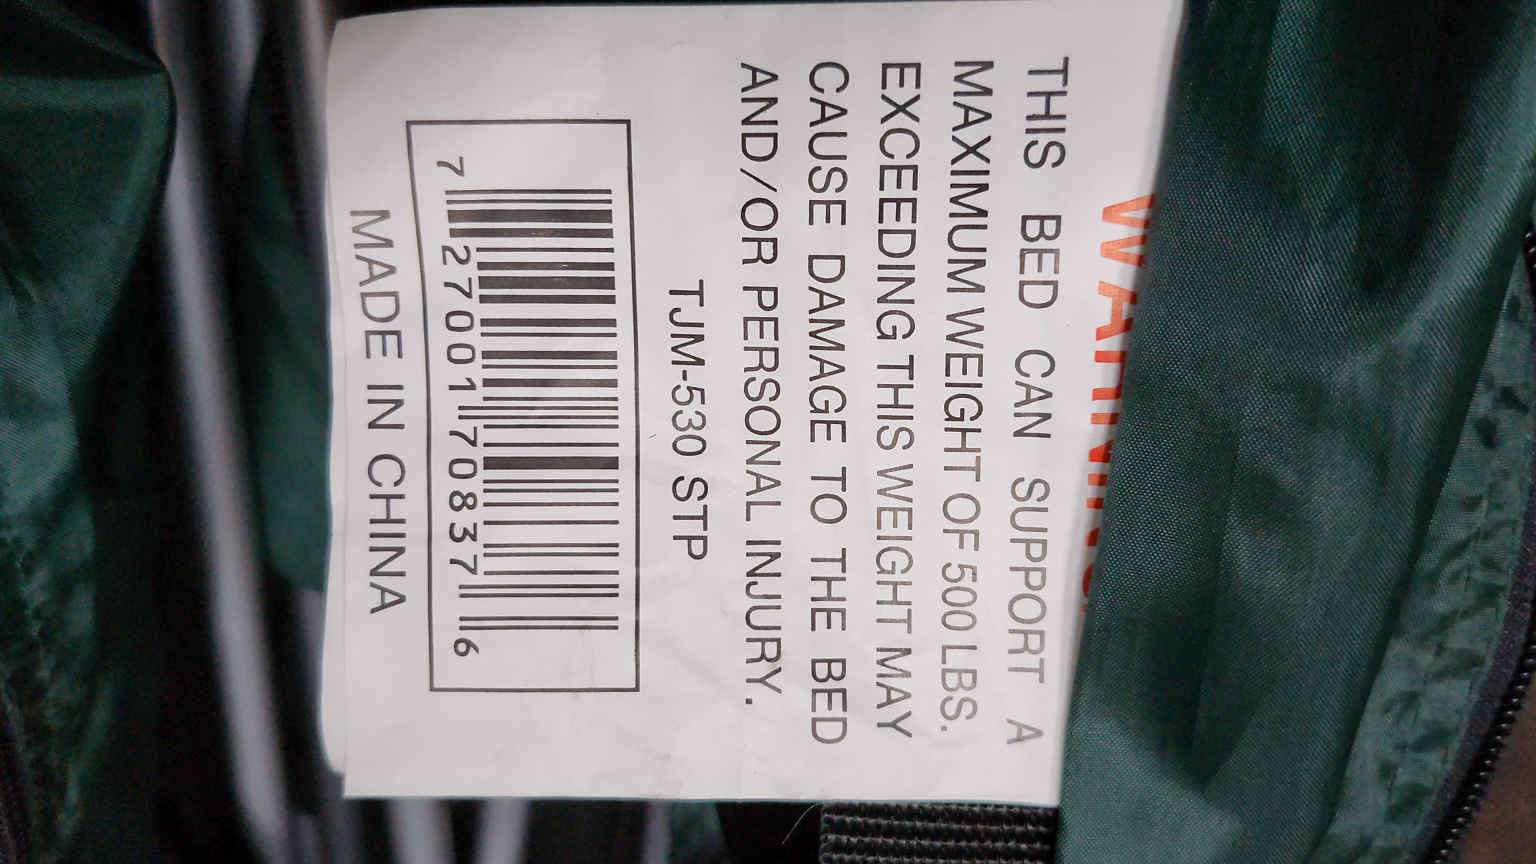 WARNING
THIS BED CAN SUPPORT A
MAXIMUM WEIGHT OF 500 LBS.
EXCEEDING THIS WEIGHT MAY
CAUSE DAMAGE TO THE BED
AND/OR PERSONAL INJURY.
TJM-530 STP
7 27001 70837 6
MADE IN CHINA